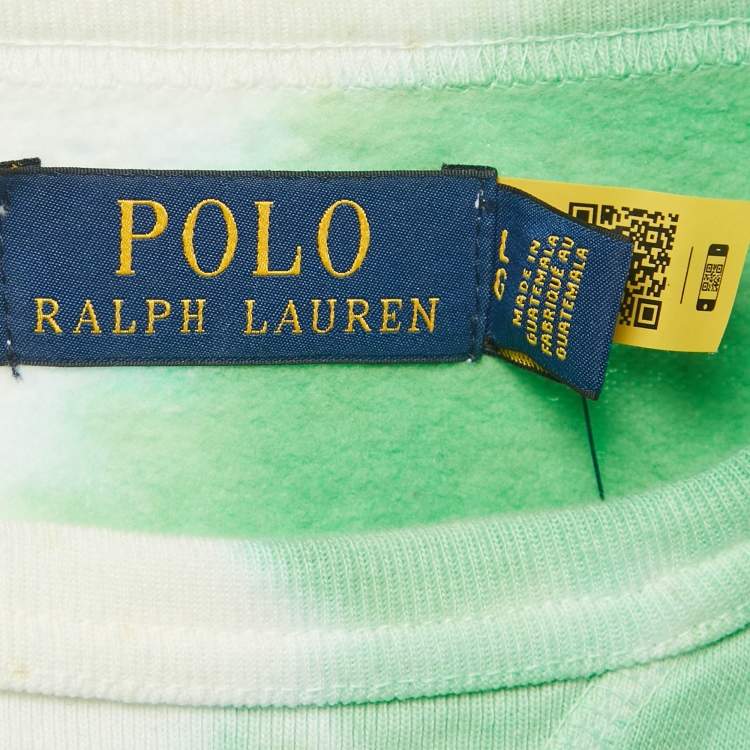 POLO
RALPH LAUREN
MADE IN
GUATEMALA
FABRIQUÉ AU
GUATEMALA